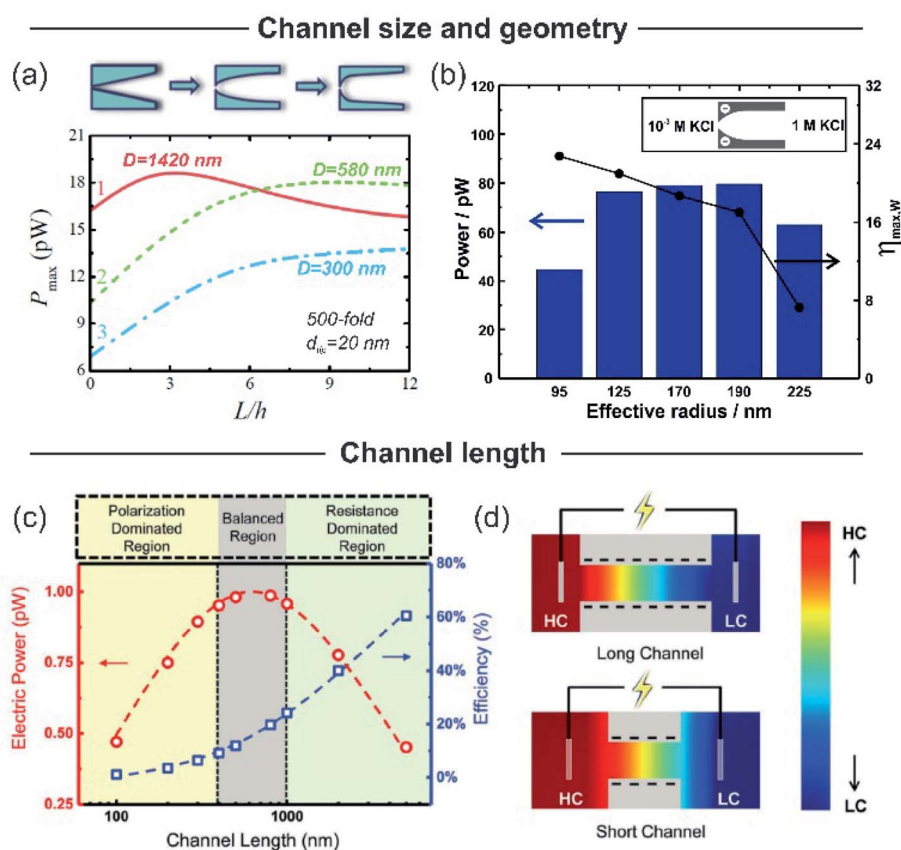 Channel size and geometry
(a)
D=1420 nm
D=580 nm
D=300 nm
1
2
3
500-fold
21
18
15
12
9
6
P_max (pW)
0 3 6 9 12
L/h
(b)
120
100
80
60
40
20
0
Power / pW
10⁻³ M KCl
1 M KCl
32
24
16
8
0
η_max,W
95 125 170 190 225
Effective radius / nm
Channel length
(c)
Polarization
Dominated
Region
Balanced
Region
Resistance
Dominated
Region
1.00
0.75
0.50
0.25
Electric Power (pW)
80%
60%
40%
20%
0%
Efficiency (%)
100 1000
Channel Length (nm)
(d)
HC
LC
Long Channel
HC
LC
Short Channel
HC
LC